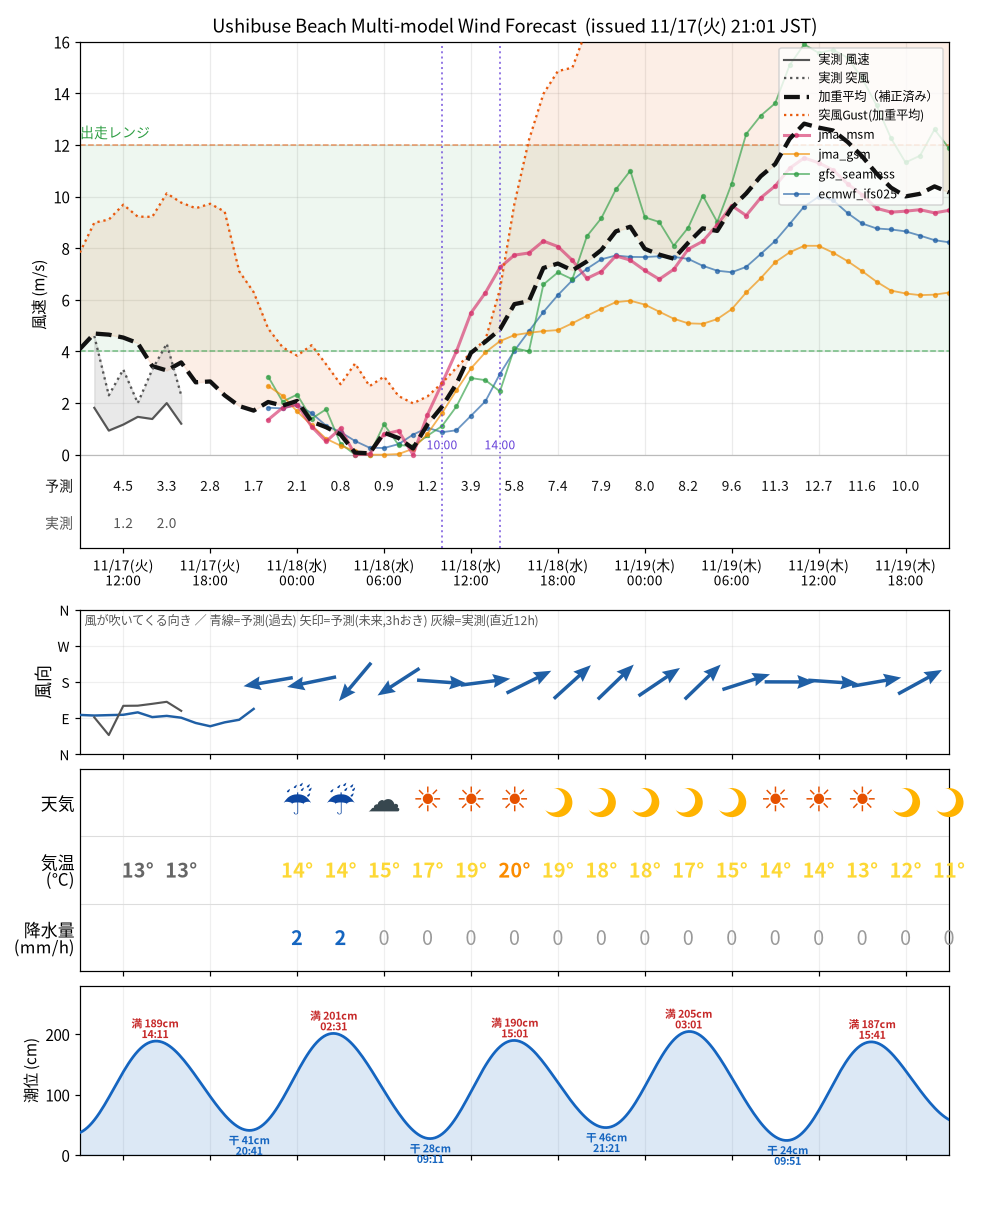 Ushibuse Beach Multi-model Wind Forecast (issued 11/17(火) 21:01 JST)
16
14
12
10
8
6
4
2
0
風速 (m/s)
出走レンジ
実測 風速
実測 突風
加重平均（補正済み）
突風Gust(加重平均)
jma_msm
jma_gsm
gfs_seamless
ecmwf_ifs025
10:00 14:00
予測 4.5 3.3 2.8 1.7 2.1 0.8 0.9 1.2 3.9 5.8 7.4 7.9 8.0 8.2 9.6 11.3 12.7 11.6 10.0
実測 1.2 2.0
11/17(火) 11/17(火) 11/18(水) 11/18(水) 11/18(水) 11/18(水) 11/19(木) 11/19(木) 11/19(木) 11/19(木)
12:00 18:00 00:00 06:00 12:00 18:00 00:00 06:00 12:00 18:00
風向
N
W
S
E
N
風が吹いてくる向き ／ 青線=予測(過去) 矢印=予測(未来,3hおき) 灰線=実測(直近12h)
天気
気温
(°C)
13° 13° 14° 14° 15° 17° 19° 20° 19° 18° 18° 17° 15° 14° 14° 13° 12° 11°
降水量
(mm/h)
2 2 0 0 0 0 0 0 0 0 0 0 0 0 0 0
潮位 (cm)
200
100
0
満 189cm
14:11
満 201cm
02:31
満 190cm
15:01
満 205cm
03:01
満 187cm
15:41
干 41cm
20:41
干 28cm
09:11
干 46cm
21:21
干 24cm
09:51